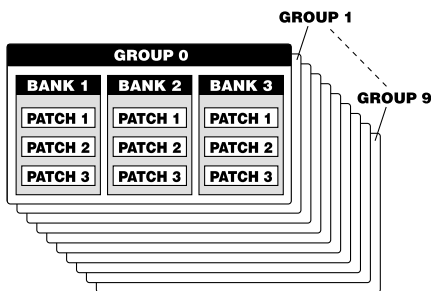 GROUP 1
GROUP 0
GROUP 9
BANK 1 BANK 2 BANK 3
PATCH 1 PATCH 1 PATCH 1
PATCH 2 PATCH 2 PATCH 2
PATCH 3 PATCH 3 PATCH 3